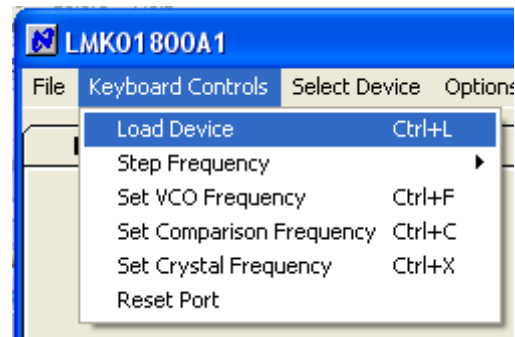 LMK01800A1
File Keyboard Controls Select Device Options
Load Device Ctrl+L
Step Frequency
Set VCO Frequency Ctrl+F
Set Comparison Frequency Ctrl+C
Set Crystal Frequency Ctrl+X
Reset Port